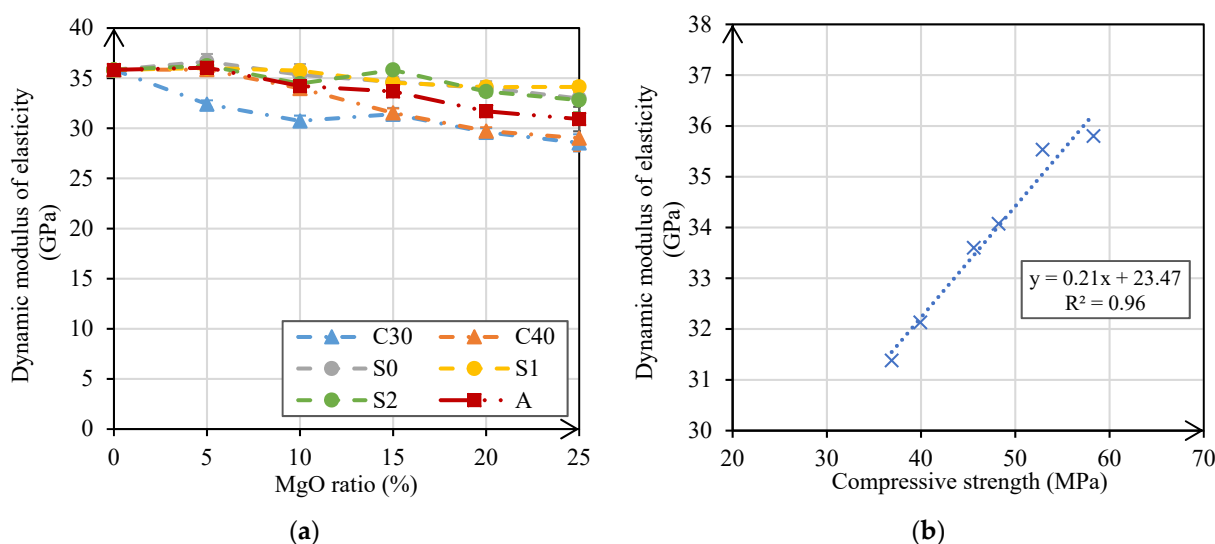 40
35
30
25
20
15
10
5
0
Dynamic modulus of elasticity
(GPa)
C30
C40
S0
S1
S2
A
0 5 10 15 20 25
MgO ratio (%)
(a)
38
37
36
35
34
33
32
31
30
Dynamic modulus of elasticity
(GPa)
y = 0.21x + 23.47
R² = 0.96
20 30 40 50 60 70
Compressive strength (MPa)
(b)